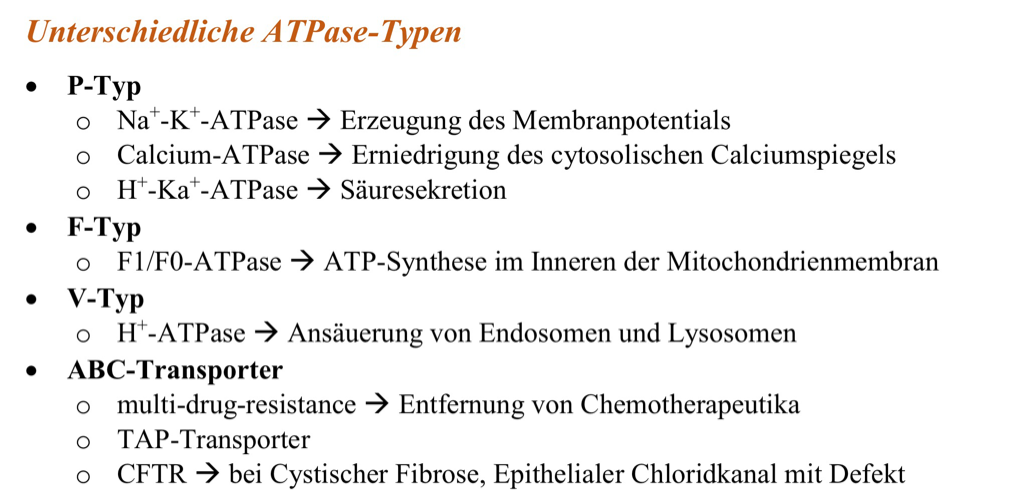 Unterschiedliche ATPase-Typen
• P-Typ
o Na⁺-K⁺-ATPase → Erzeugung des Membranpotentials
o Calcium-ATPase → Erniedrigung des cytosolischen Calciumspiegels
o H⁺-Ka⁺-ATPase → Säuresekretion
• F-Typ
o F1/F0-ATPase → ATP-Synthese im Inneren der Mitochondrienmembran
• V-Typ
o H⁺-ATPase → Ansäuerung von Endosomen und Lysosomen
• ABC-Transporter
o multi-drug-resistance → Entfernung von Chemotherapeutika
o TAP-Transporter
o CFTR → bei Cystischer Fibrose, Epithelialer Chloridkanal mit Defekt